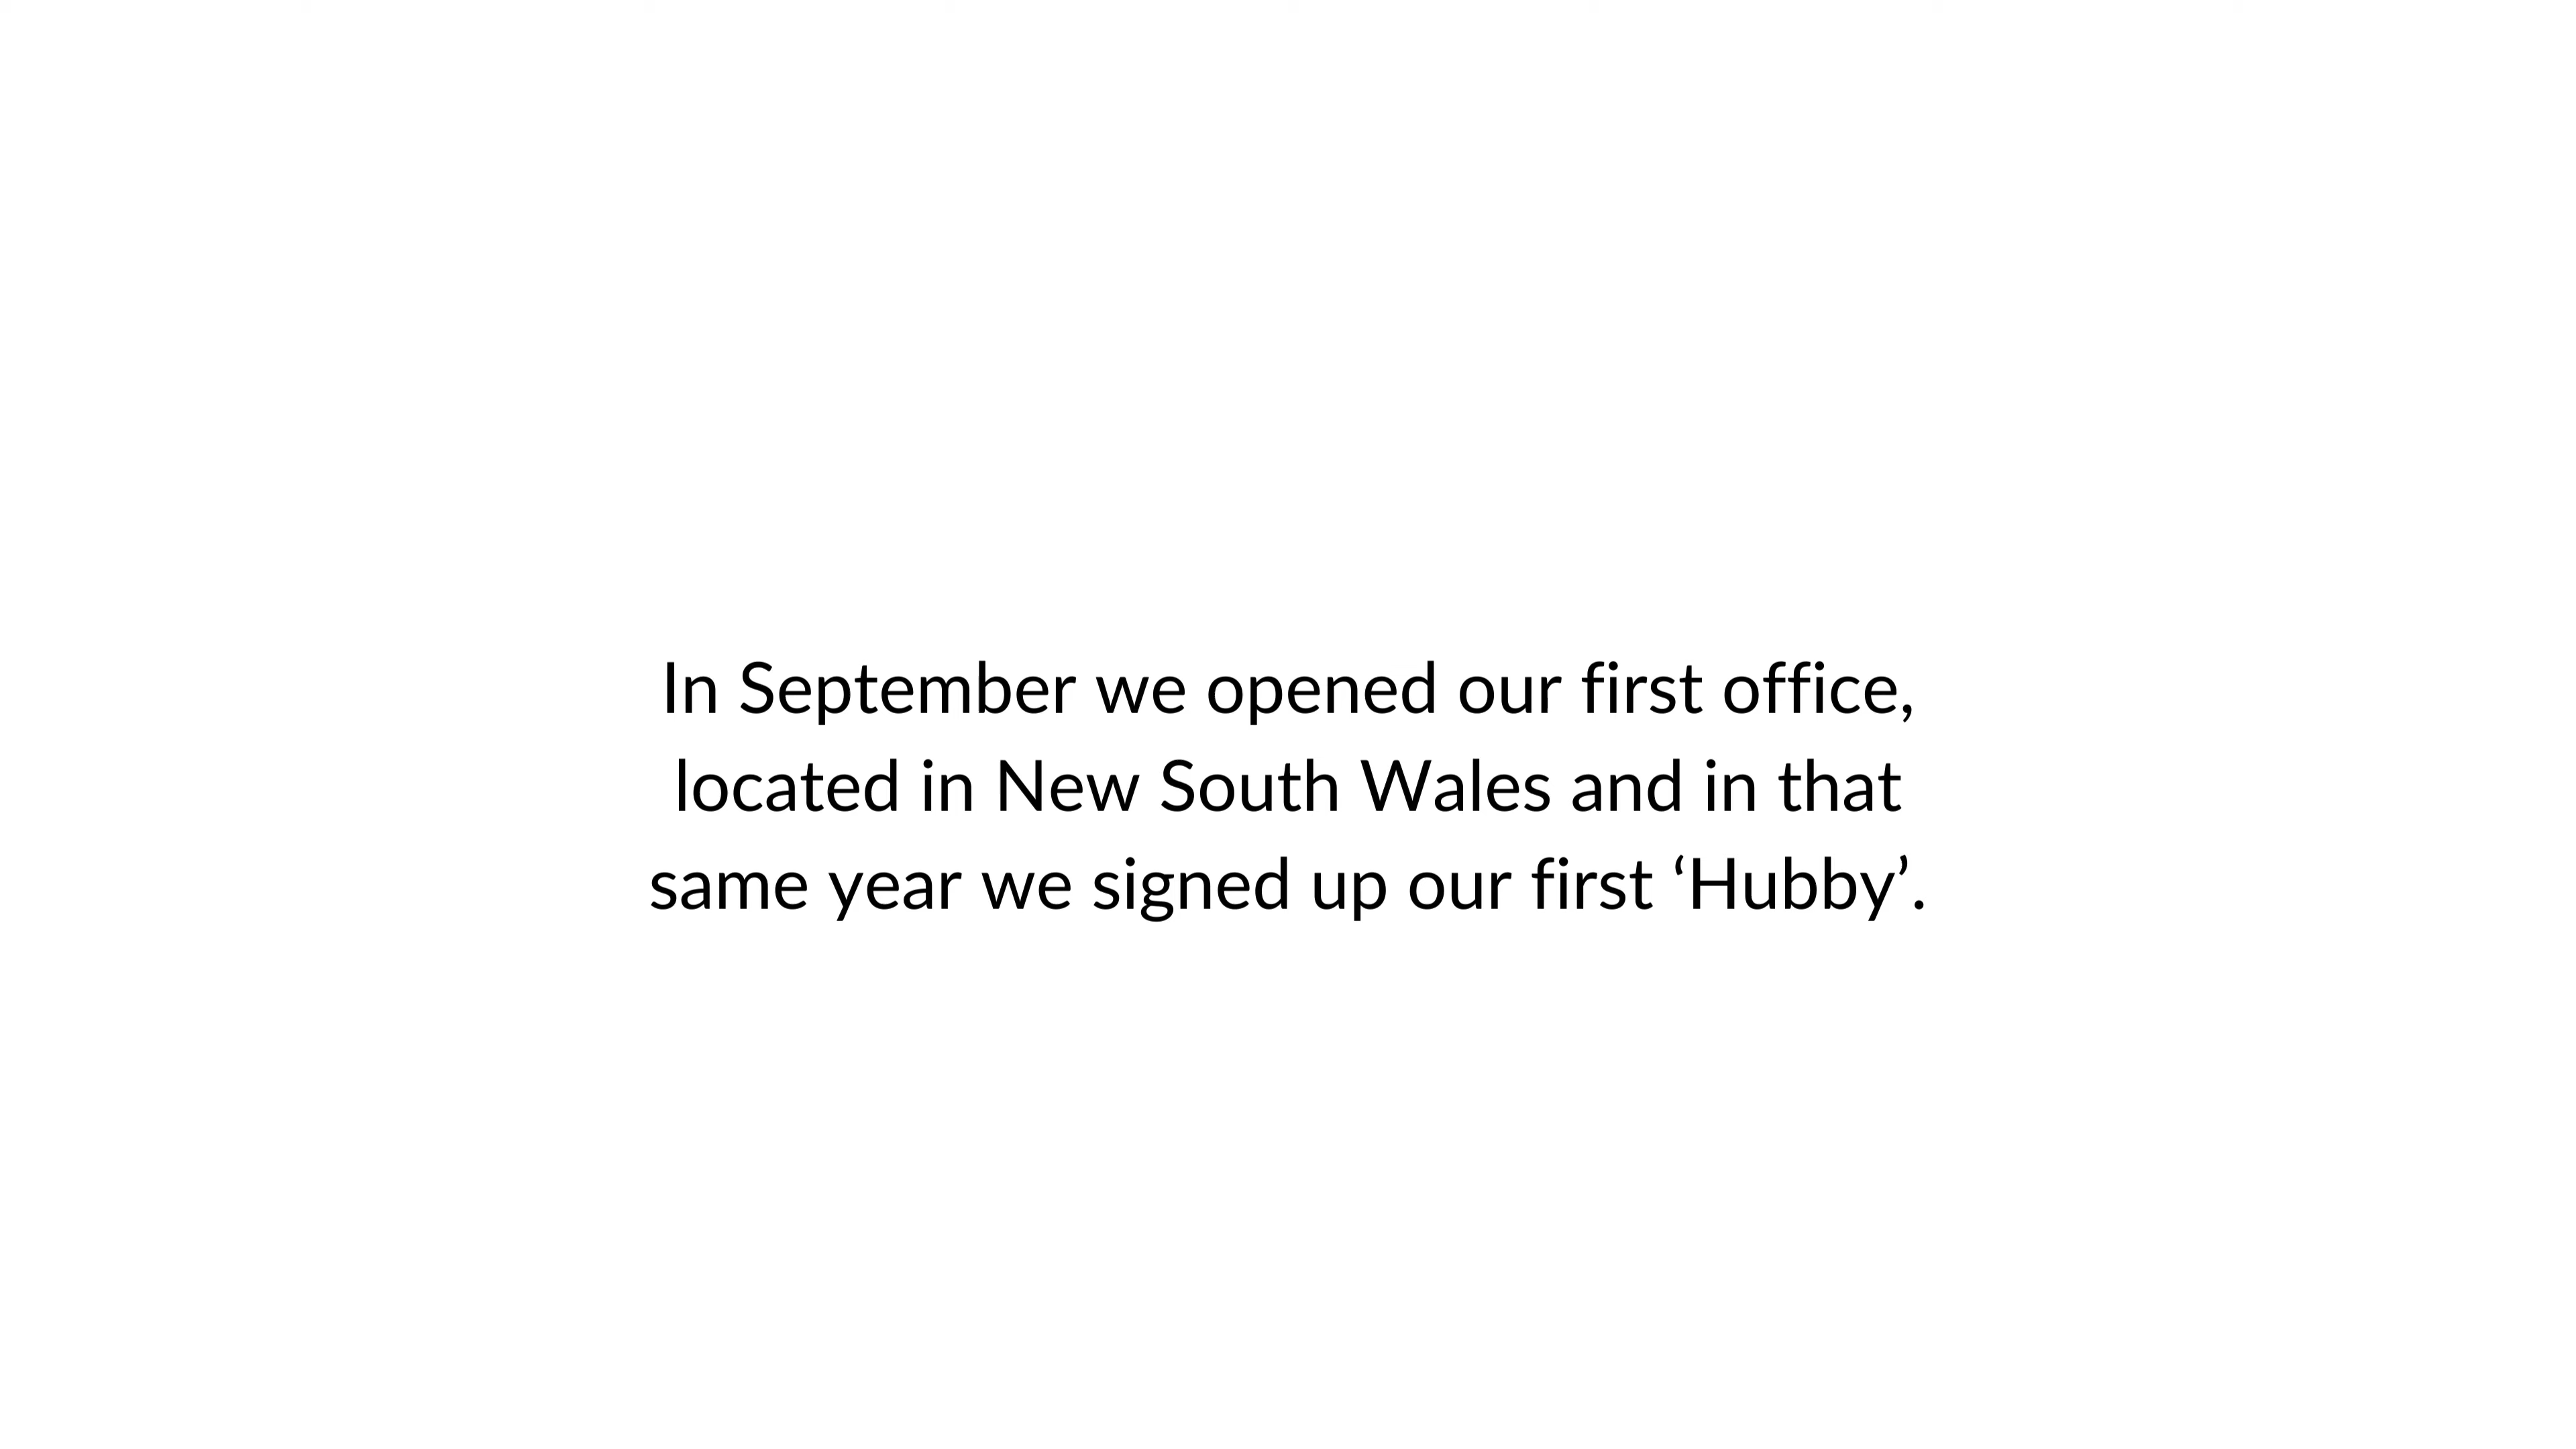 In September we opened our first office,
located in New South Wales and in that
same year we signed up our first ‘Hubby’.